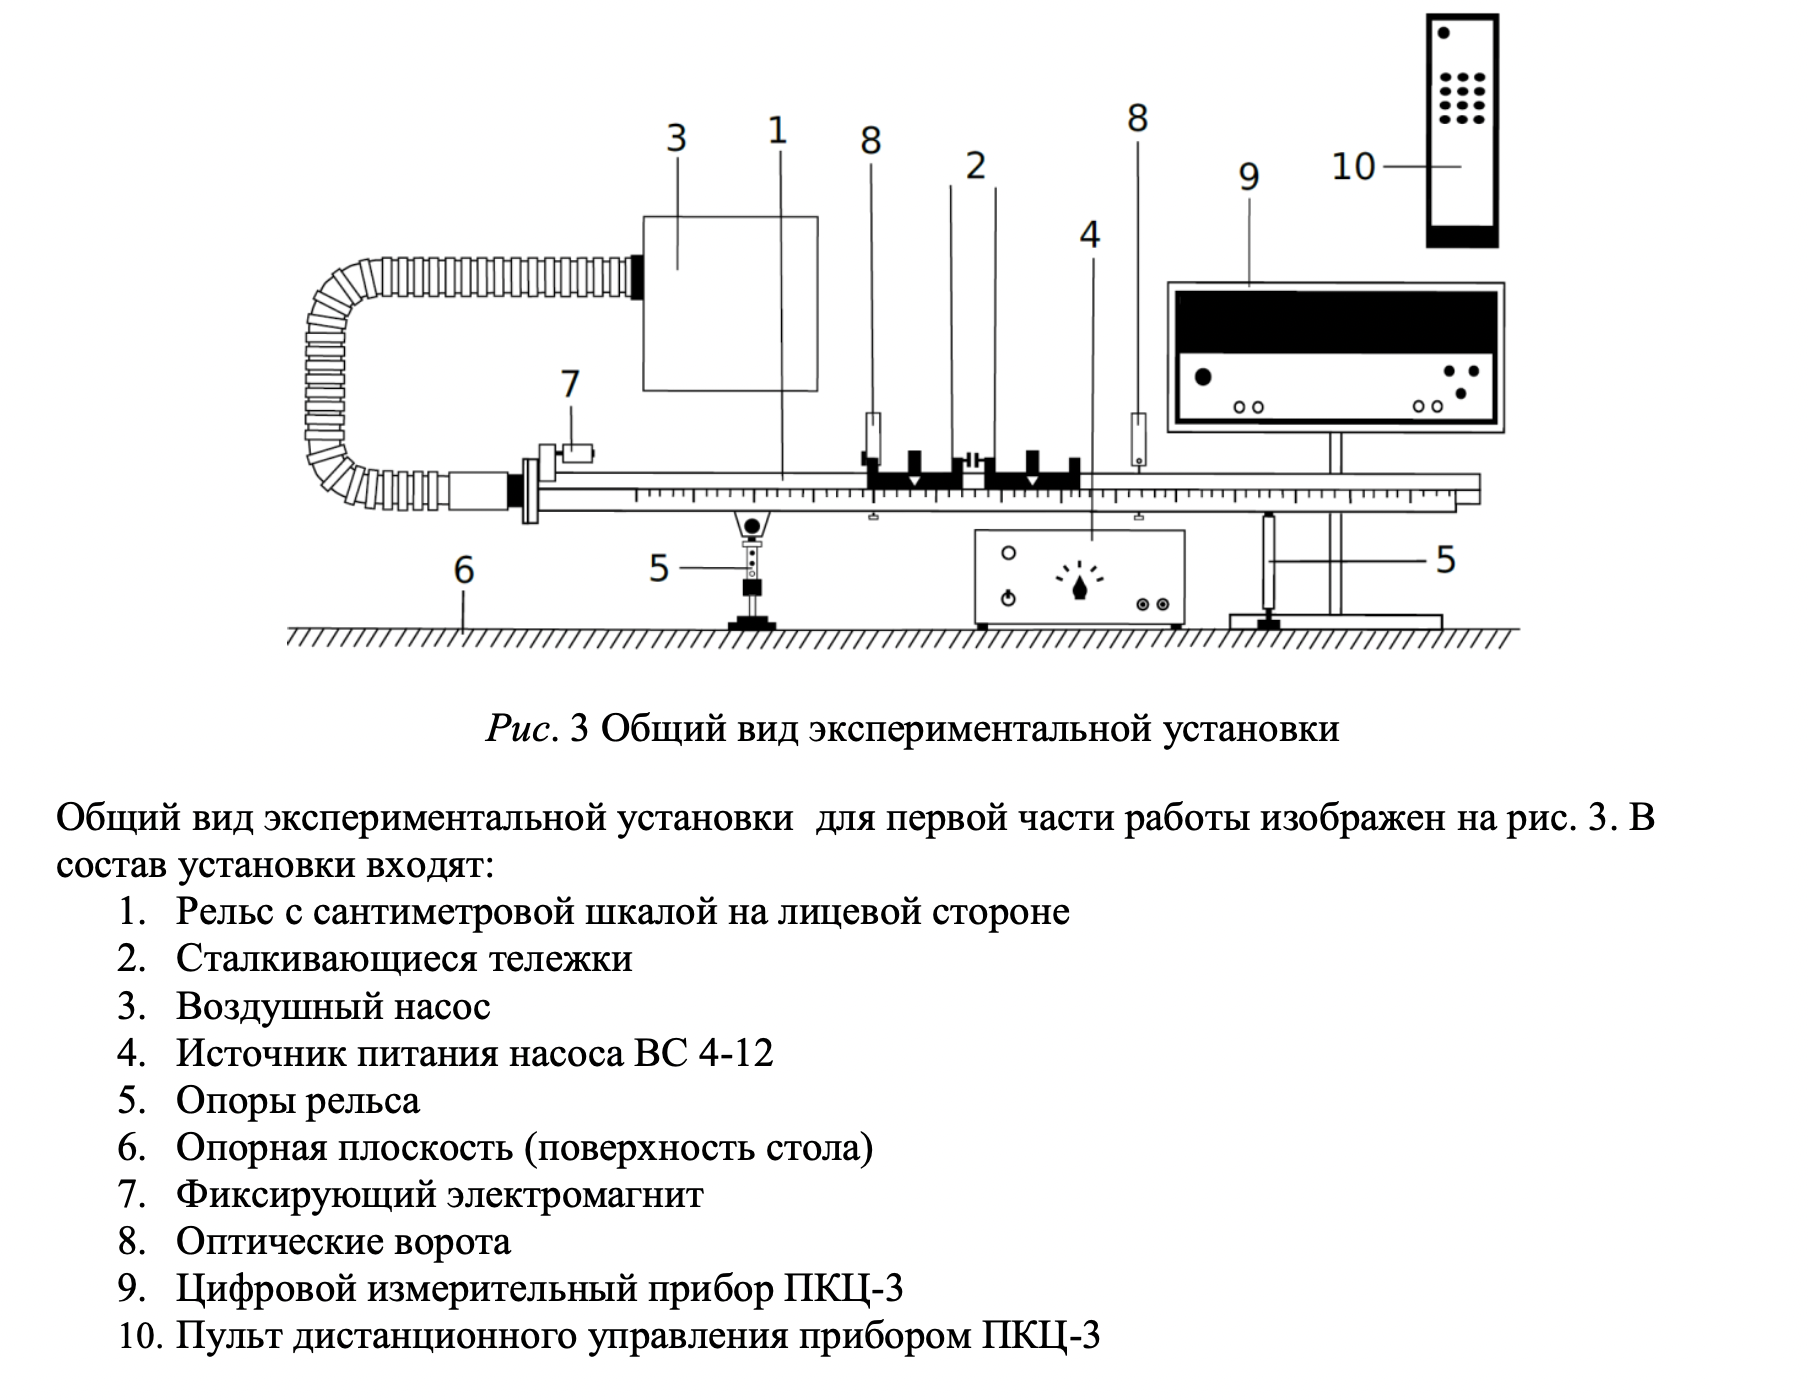 8
8
3
1
2
9
10
4
7
6
5
5
Рис. 3 Общий вид экспериментальной установки
Общий вид экспериментальной установки для первой части работы изображен на рис. 3. В
состав установки входят:
1. Рельс с сантиметровой шкалой на лицевой стороне
2. Сталкивающиеся тележки
3. Воздушный насос
4. Источник питания насоса ВС 4-12
5. Опоры рельса
6. Опорная плоскость (поверхность стола)
7. Фиксирующий электромагнит
8. Оптические ворота
9. Цифровой измерительный прибор ПКЦ-3
10. Пульт дистанционного управления прибором ПКЦ-3